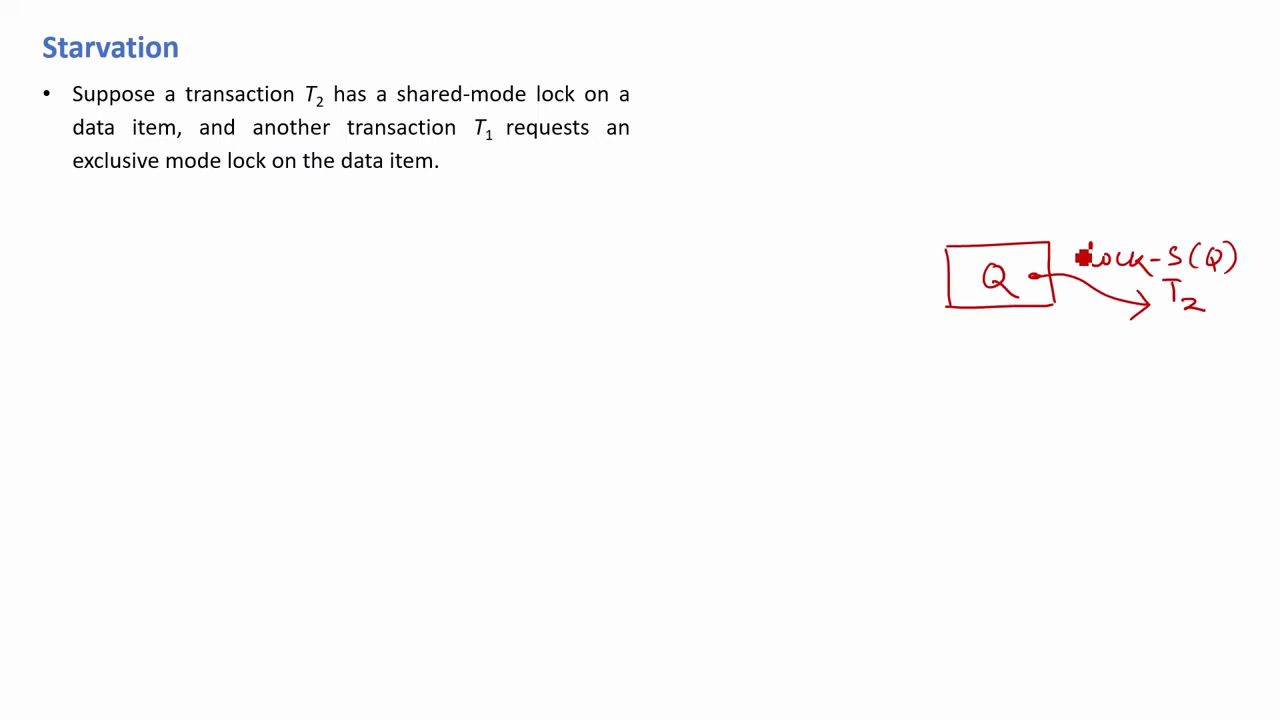 Starvation
• Suppose a transaction T2 has a shared-mode lock on a
data item, and another transaction T1 requests an
exclusive mode lock on the data item.
Lock-S(Q)
Q
T2